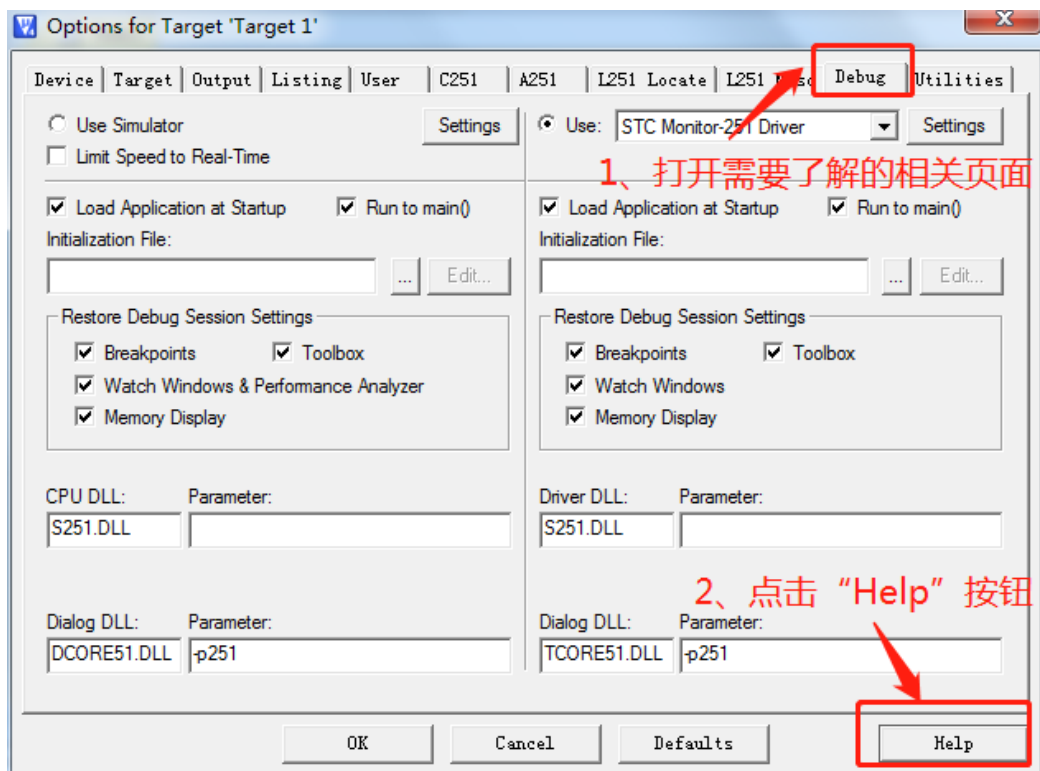 Options for Target 'Target 1'
Device Target Output Listing User C251 A251 L251 Locate L251 Debug Utilities
Use Simulator Settings Use: STC Monitor-251 Driver Settings
Limit Speed to Real-Time
1、打开需要了解的相关页面
Load Application at Startup Run to main() Load Application at Startup Run to main()
Initialization File: Initialization File:
... Edit... ... Edit...
Restore Debug Session Settings Restore Debug Session Settings
Breakpoints Toolbox Breakpoints Toolbox
Watch Windows & Performance Analyzer Watch Windows
Memory Display Memory Display
CPU DLL: Parameter: Driver DLL: Parameter:
S251.DLL S251.DLL
2、点击“Help”按钮
Dialog DLL: Parameter: Dialog DLL: Parameter:
DCORE51.DLL -p251 TCORE51.DLL -p251
OK Cancel Defaults Help